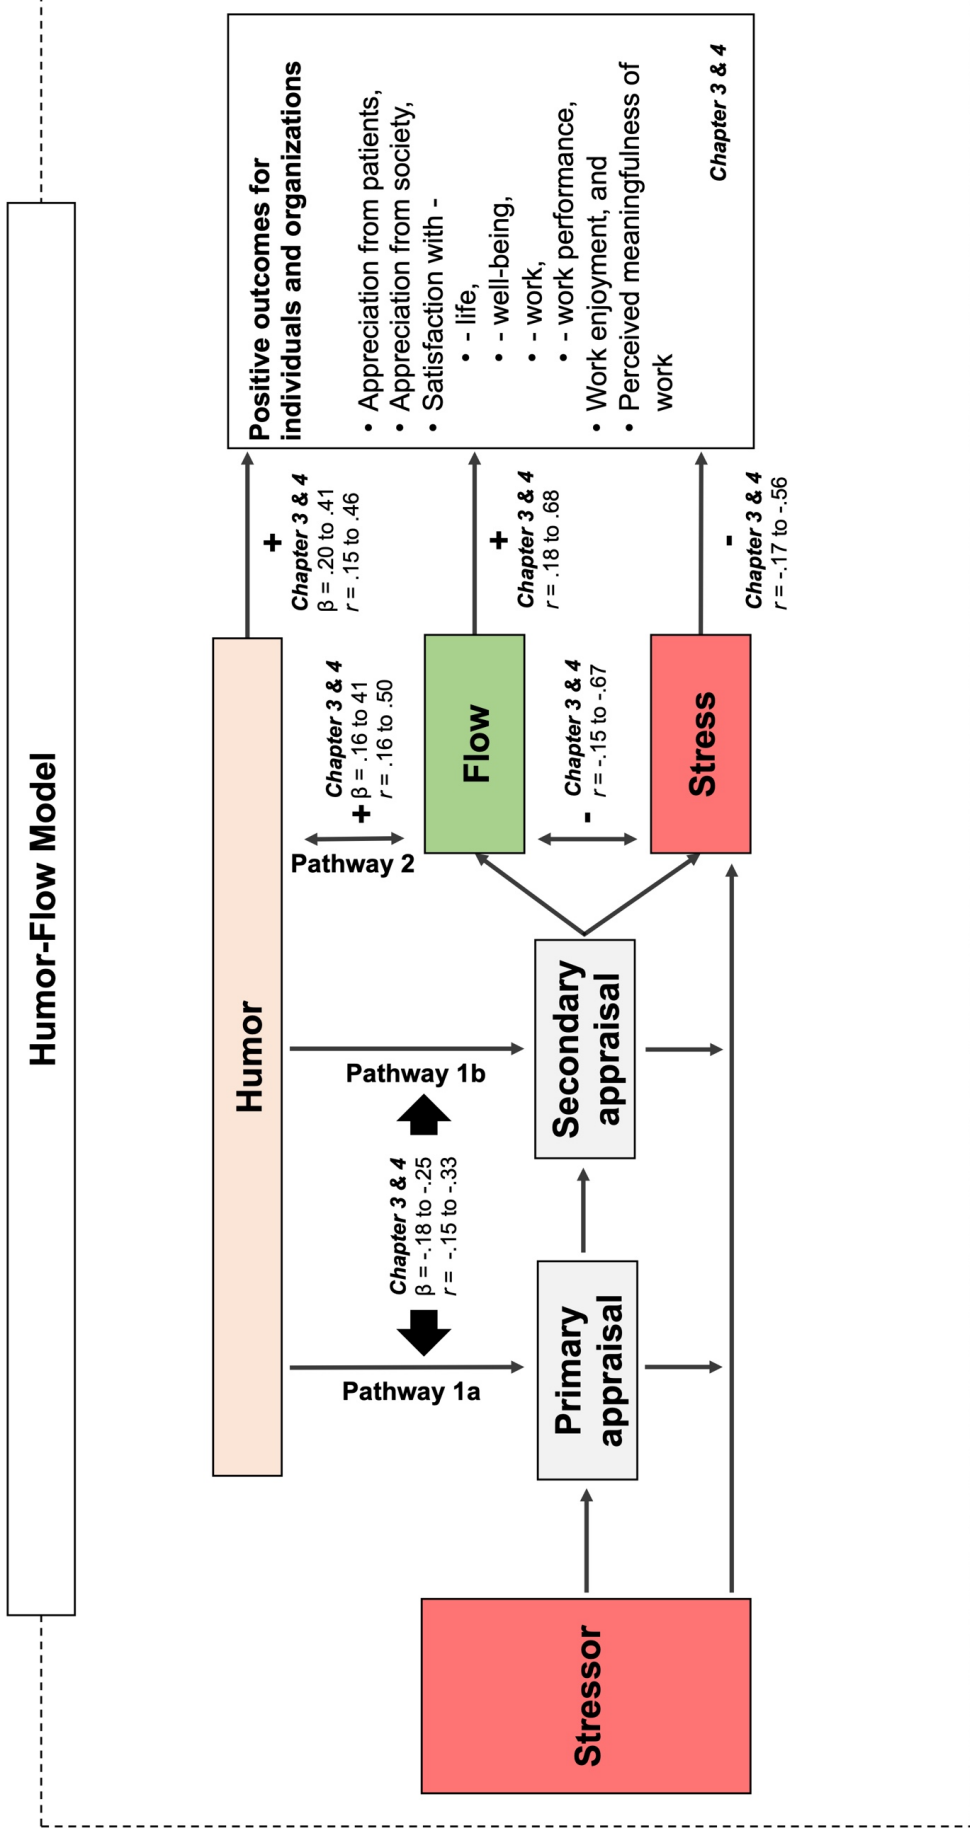 Humor-Flow Model
Humor
Pathway 1a
Chapter 3 & 4
β = -.18 to -.25
r = -.15 to -.33
Pathway 1b
Pathway 2
+
Chapter 3 & 4
β = .16 to 41
r = .16 to .50
+
Chapter 3 & 4
β = .20 to .41
r = .15 to .46
Stressor
Primary
appraisal
Secondary
appraisal
Flow
-
Chapter 3 & 4
r = -.15 to -.67
Stress
+
Chapter 3 & 4
r = .18 to .68
-
Chapter 3 & 4
r = -.17 to -.56
Positive outcomes for
individuals and organizations
• Appreciation from patients,
• Appreciation from society,
• Satisfaction with -
• - life,
• - well-being,
• - work,
• - work performance,
• Work enjoyment, and
• Perceived meaningfulness of
work
Chapter 3 & 4